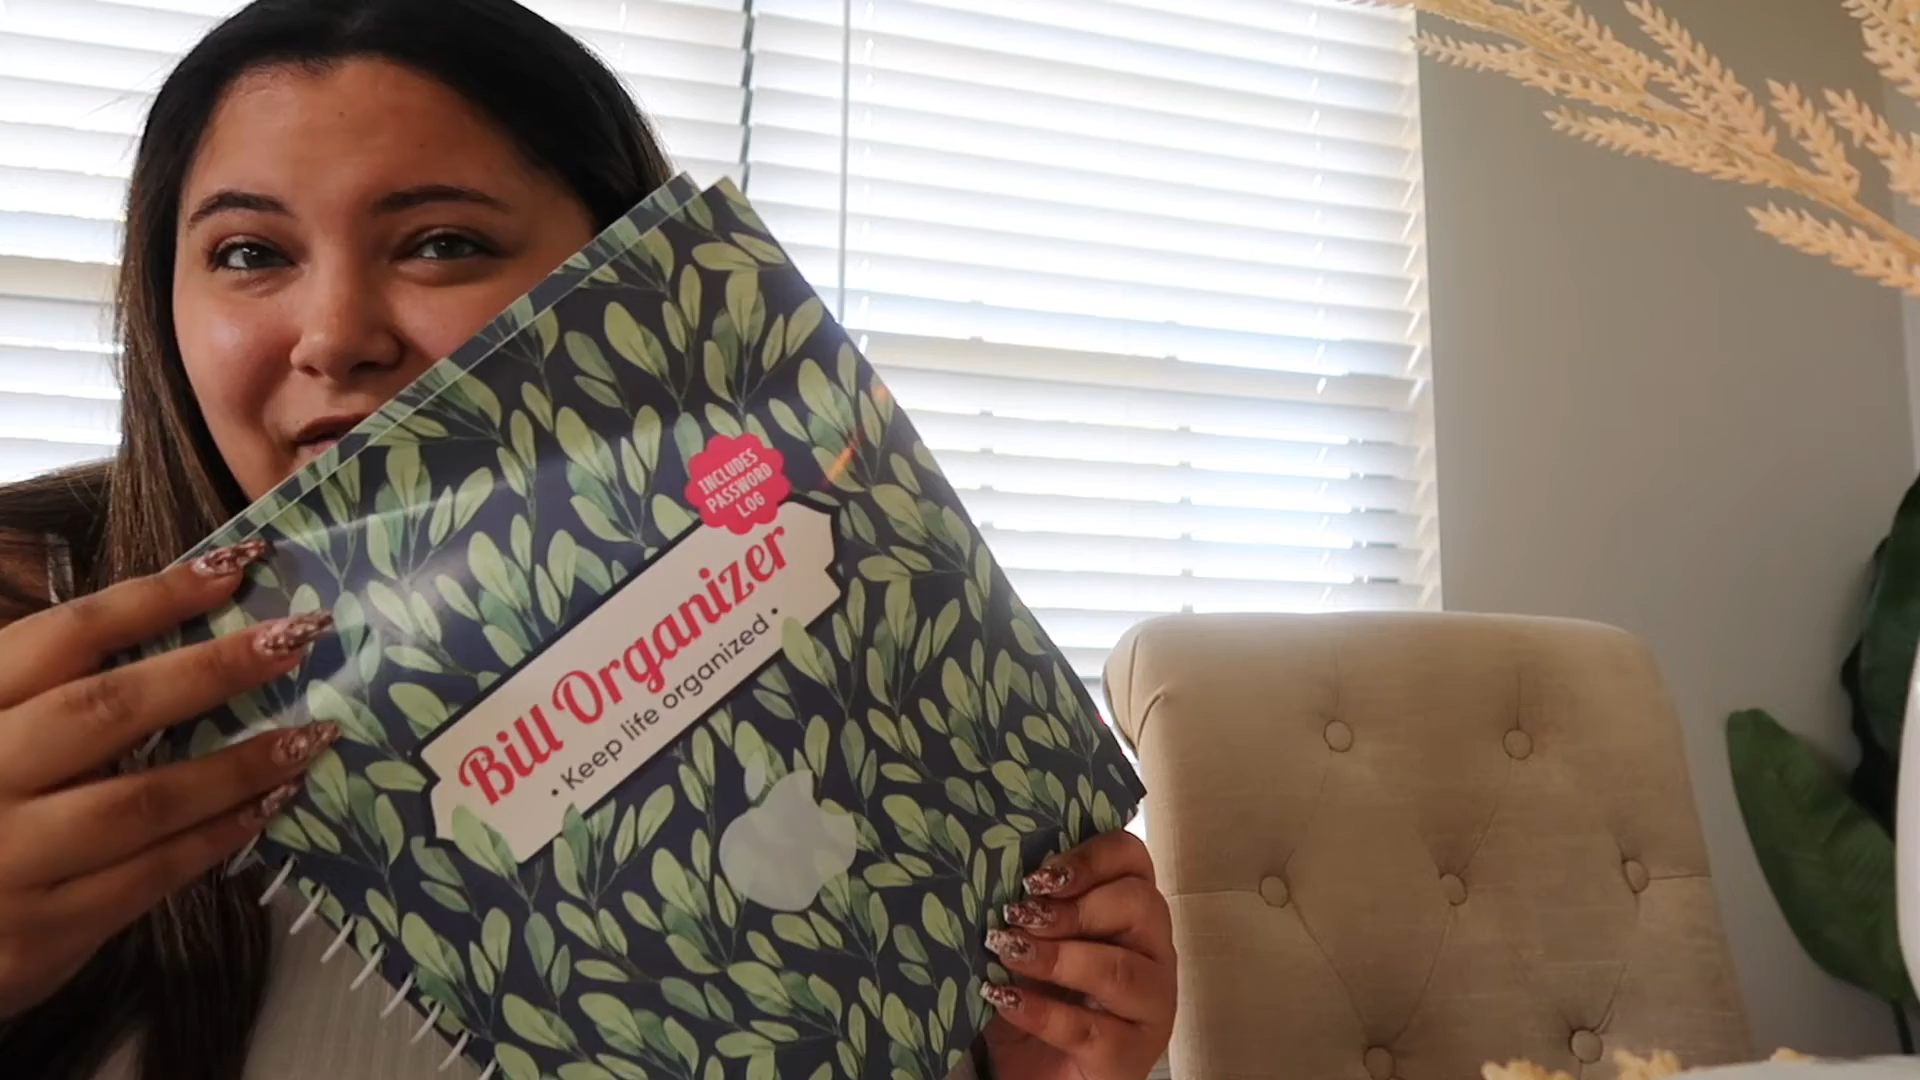 INCLUDES
PASSWORD
LOG
Bill Organizer
• Keep life organized •